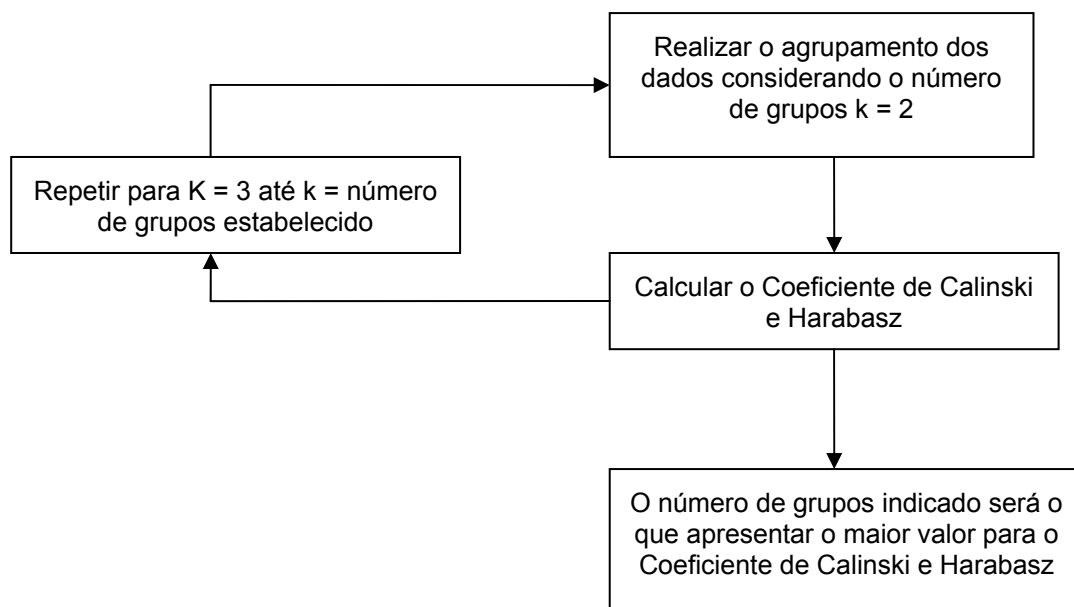 Realizar o agrupamento dos
dados considerando o número
de grupos k = 2
Repetir para K = 3 até k = número
de grupos estabelecido
Calcular o Coeficiente de Calinski
e Harabasz
O número de grupos indicado será o
que apresentar o maior valor para o
Coeficiente de Calinski e Harabasz